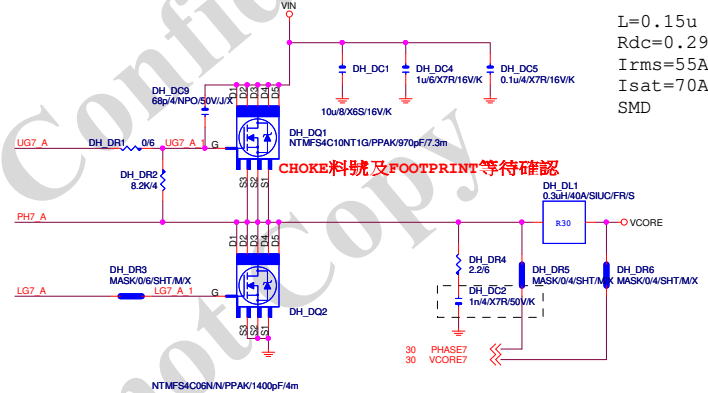 VIN
L=0.15u
Rdc=0.29
Irms=55A
Isat=70A
SMD
DH_DC9
68p/4/NPO/50V/J/X
DH_DC1
10u/8/X6S/16V/K
DH_DC4
1u/6/X7R/16V/K
DH_DC5
0.1u/4/X7R/16V/K
D1
D2
D3
D4
D5
UG7_A
DH_DR1
0/6
UG7_A_1
G
DH_DQ1
NTMFS4C10NT1G/PPAK/970pF/7.3m
S3
S2
S1
CHOKE料號及FOOTPRINT等待確認
DH_DR2
8.2K/4
DH_DL1
0.3uH/40A/SIUC/FR/S
R30
VCORE
PH7_A
D1
D2
D3
D4
D5
LG7_A
DH_DR3
MASK/0/6/SHT/M/X
LG7_A_1
G
DH_DQ2
S3
S2
S1
NTMFS4C06N/N/PPAK/1400pF/4m
DH_DR4
2.2/6
DH_DC2
1n/4/X7R/50V/K
DH_DR5
MASK/0/4/SHT/M/X
DH_DR6
MASK/0/4/SHT/M/X
30 PHASE7
30 VCORE7
not Copy